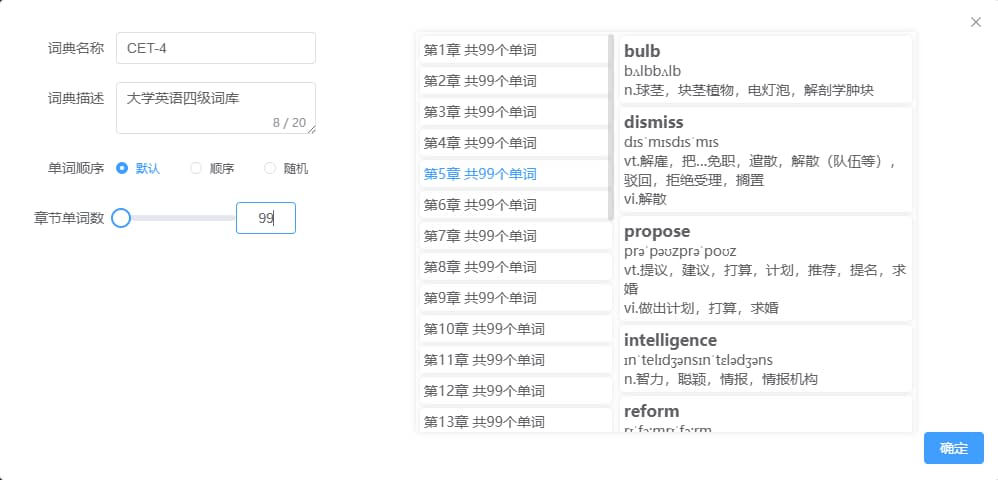 词典名称
CET-4
词典描述
大学英语四级词库
8 / 20
单词顺序
默认
顺序
随机
章节单词数
99
第1章 共99个单词
第2章 共99个单词
第3章 共99个单词
第4章 共99个单词
第5章 共99个单词
第6章 共99个单词
第7章 共99个单词
第8章 共99个单词
第9章 共99个单词
第10章 共99个单词
第11章 共99个单词
第12章 共99个单词
第13章 共99个单词
bulb
bʌlbbʌlb
n.球茎，块茎植物，电灯泡，解剖学肿块
dismiss
dɪsˈmɪsdɪsˈmɪs
vt.解雇，把...免职，遣散，解散（队伍等），
驳回，拒绝受理，搁置
vi.解散
propose
prəˈpəʊzprəˈpoʊz
vt.提议，建议，打算，计划，推荐，提名，求
婚
vi.做出计划，打算，求婚
intelligence
ɪnˈtelɪdʒənsɪnˈtɛlədʒəns
n.智力，聪颖，情报，情报机构
reform
确定